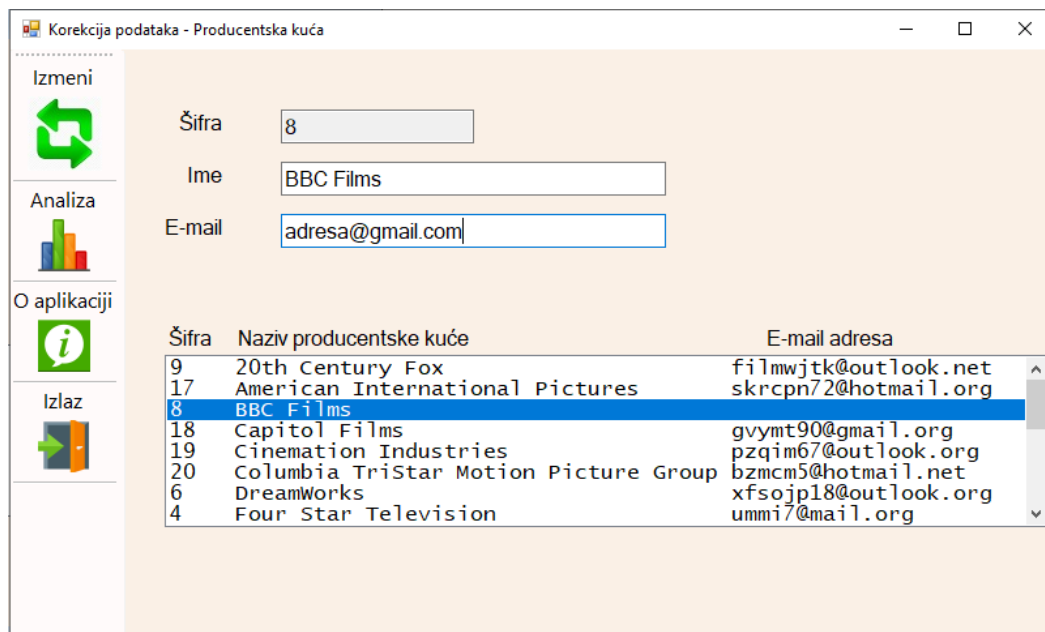 Korekcija podataka - Producentska kuća
Izmeni
Analiza
O aplikaciji
Izlaz
Šifra 8
Ime BBC Films
E-mail adresa@gmail.com
Šifra Naziv producentske kuće E-mail adresa
9 20th Century Fox filmwjtk@outlook.net
17 American International Pictures skrcpn72@hotmail.org
8 BBC Films
18 Capitol Films gvymt90@gmail.org
19 Cinemation Industries pzqim67@outlook.org
20 Columbia TriStar Motion Picture Group bzmcm5@hotmail.net
6 DreamWorks xfsojp18@outlook.org
4 Four Star Television ummi7@mail.org